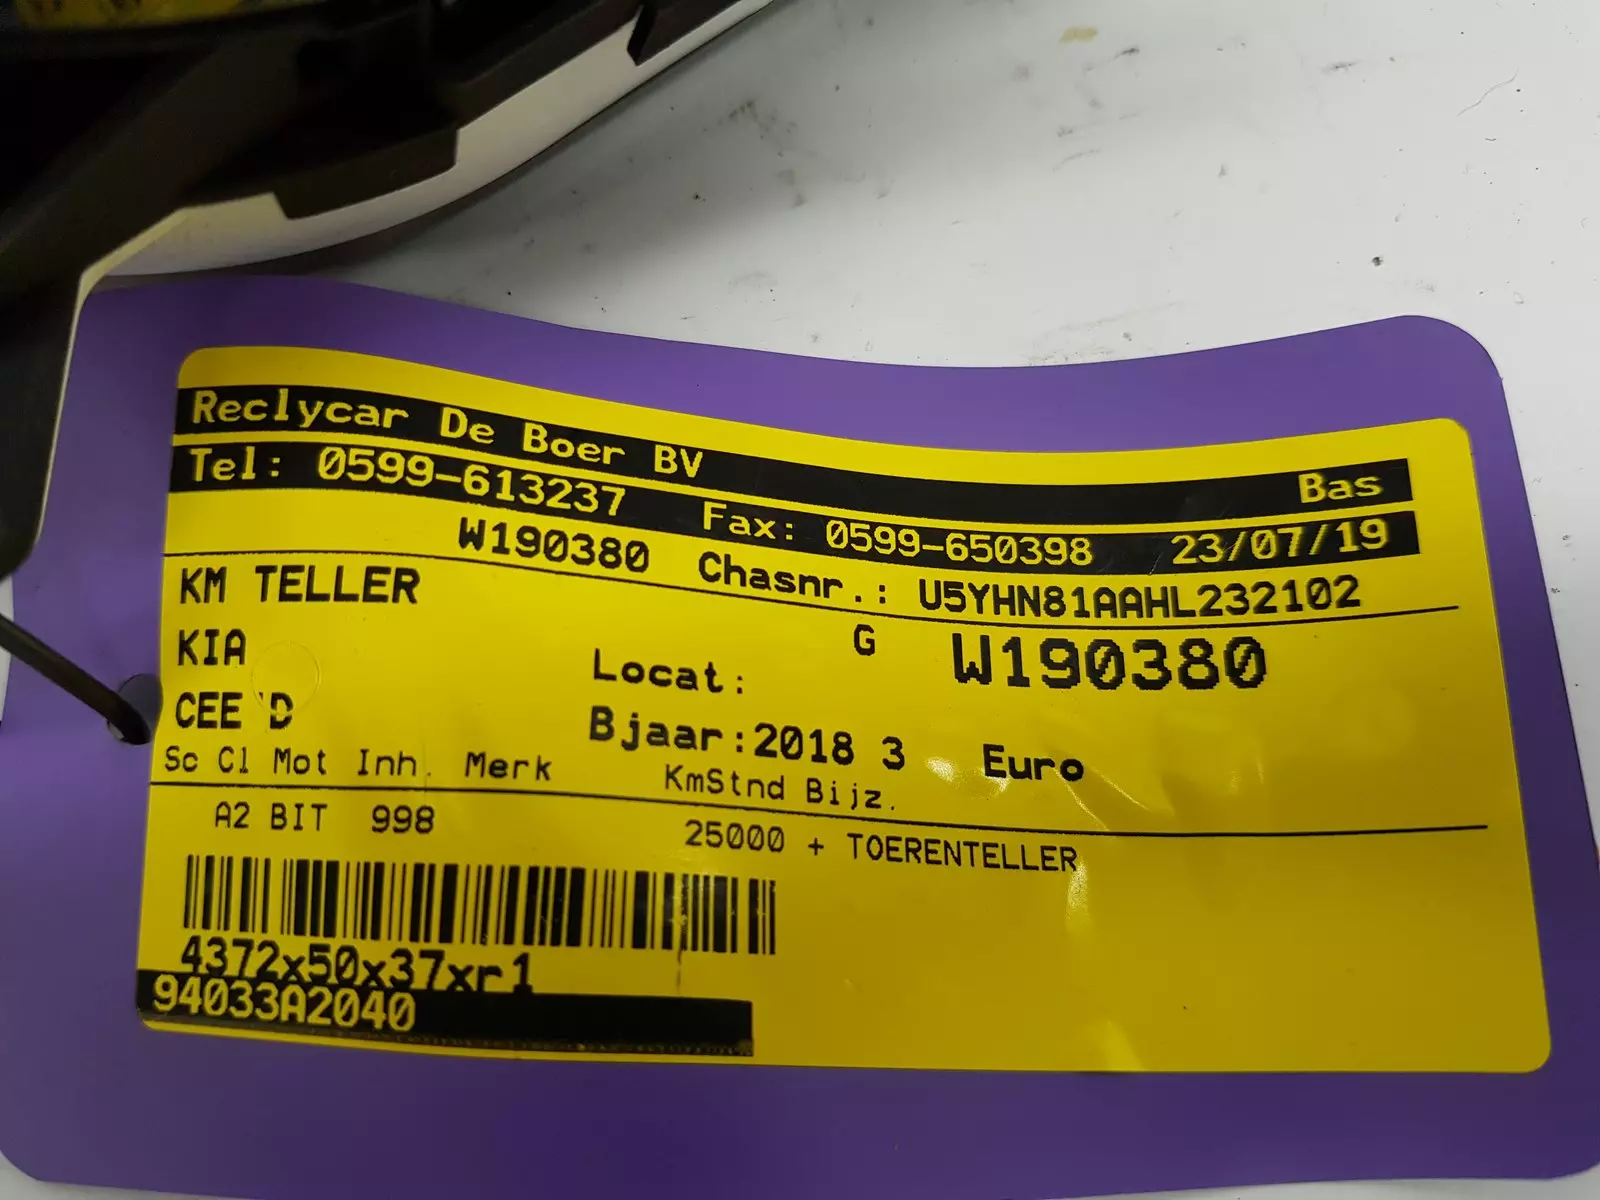 Reclycar De Boer BV Bas
Tel: 0599-613237 Fax: 0599-650398 23/07/19
W190380 Chasnr.: U5YHN81AAHL232102
KM TELLER G W190380
KIA Locat:
CEE'D Bjaar:2018 3 Euro
Sc Cl Mot Inh. Merk KmStnd Bijz.
A2 BIT 998 25000 + TOERENTELLER
4372x50x37xr1
94033A2040